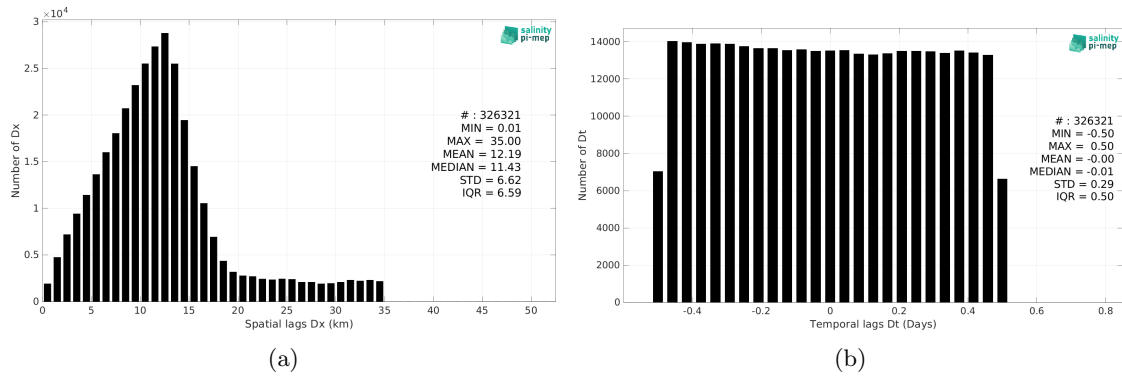 ×10⁴
3
2.5
2
1.5
1
0.5
0
Number of Dx
salinity
pi-mep
# : 326321
MIN = 0.01
MAX = 35.00
MEAN = 12.19
MEDIAN = 11.43
STD = 6.62
IQR = 6.59
0 5 10 15 20 25 30 35 40 45 50
Spatial lags Dx (km)
(a)
14000
12000
10000
8000
6000
4000
2000
0
Number of Dt
salinity
pi-mep
# : 326321
MIN = -0.50
MAX = 0.50
MEAN = -0.00
MEDIAN = -0.01
STD = 0.29
IQR = 0.50
-0.4 -0.2 0 0.2 0.4 0.6 0.8
Temporal lags Dt (Days)
(b)